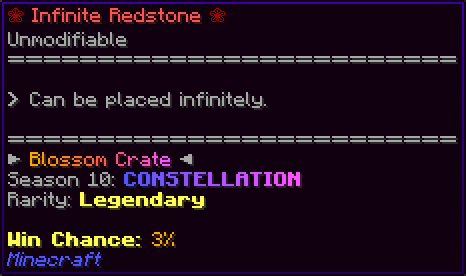 ❀ Infinite Redstone ❀
Unmodifiable
============================
> Can be placed infinitely.
============================
► Blossom Crate ◄
Season 10: CONSTELLATION
Rarity: Legendary
Win Chance: 3%
Minecraft